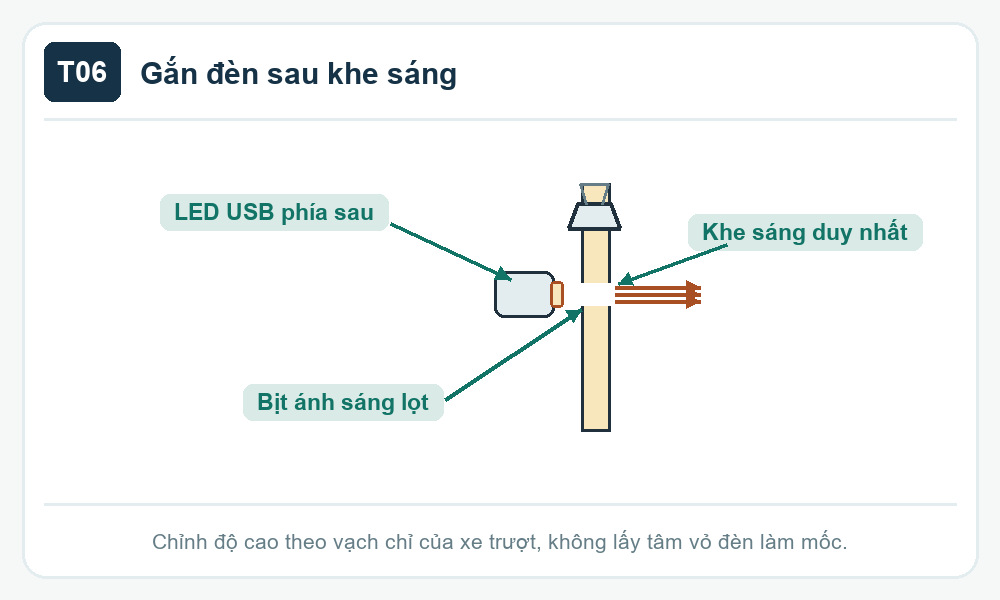 T06
Gắn đèn sau khe sáng
LED USB phía sau
Khe sáng duy nhất
Bịt ánh sáng lọt
Chỉnh độ cao theo vạch chỉ của xe trượt, không lấy tâm vỏ đèn làm mốc.